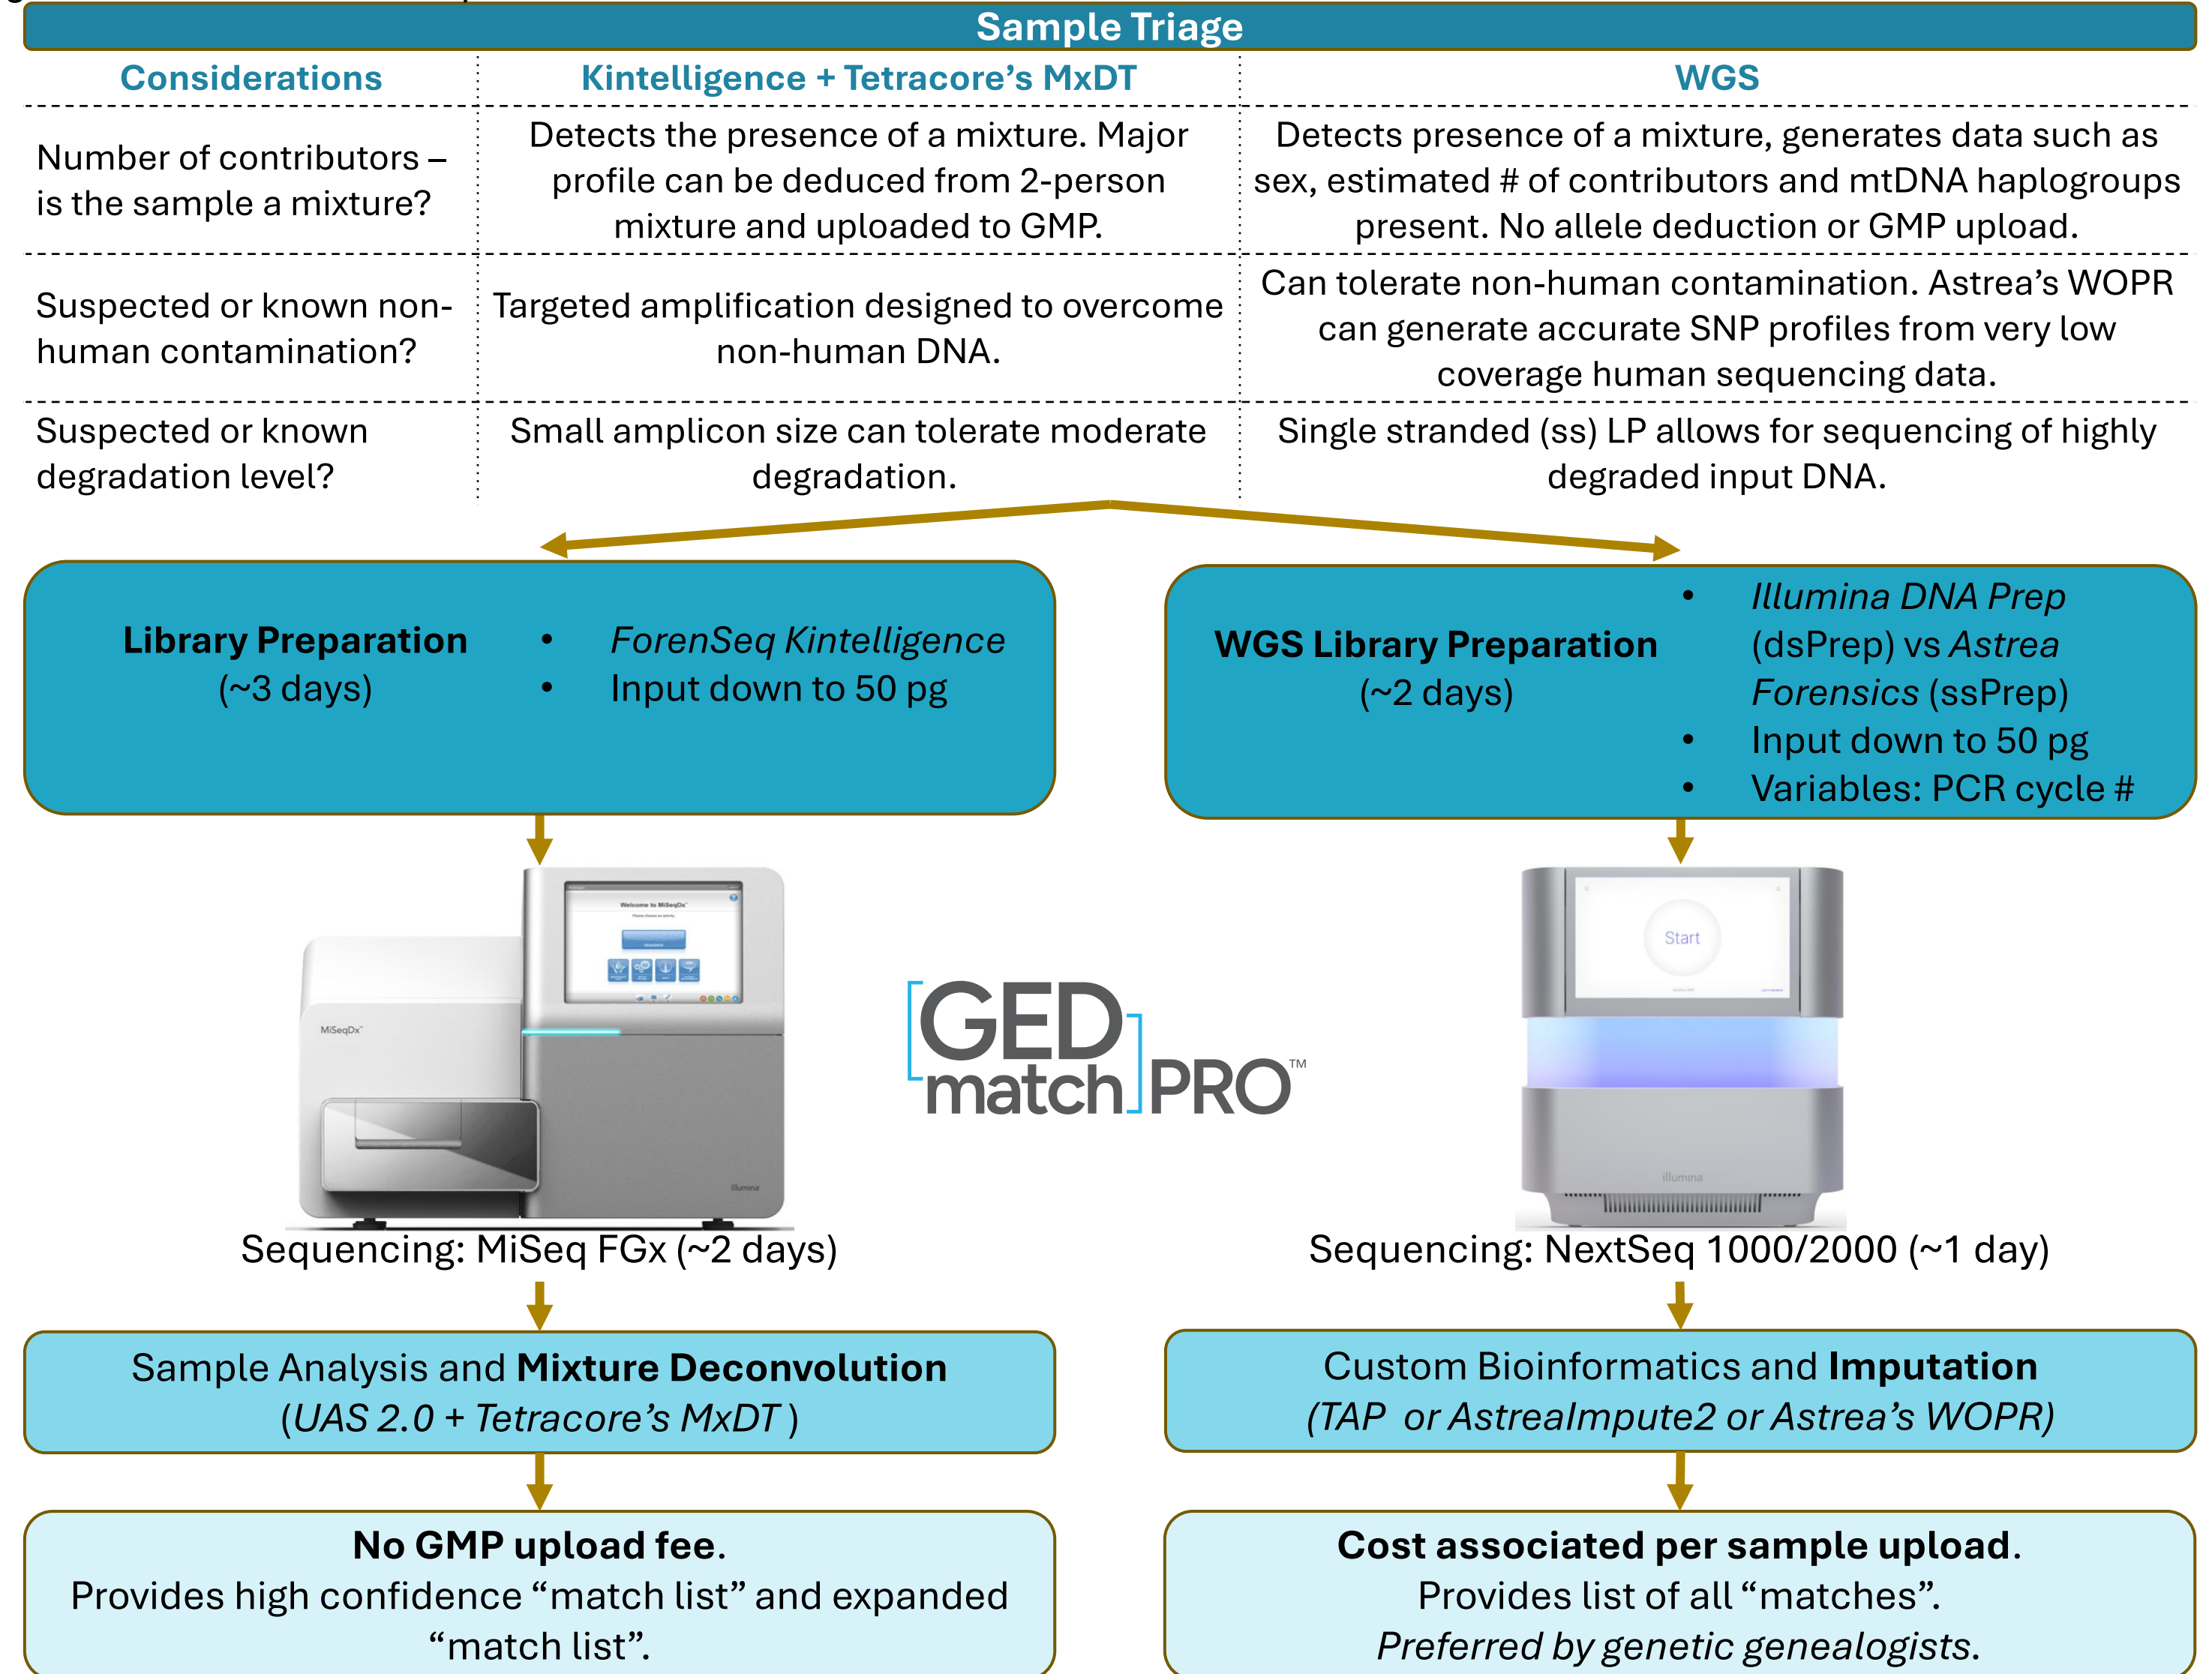 Sample Triage
Considerations
Kintelligence + Tetracore's MxDT
WGS
Number of contributors –
is the sample a mixture?
Detects the presence of a mixture. Major
profile can be deduced from 2-person
mixture and uploaded to GMP.
Detects presence of a mixture, generates data such as
sex, estimated # of contributors and mtDNA haplogroups
present. No allele deduction or GMP upload.
Suspected or known non-
human contamination?
Targeted amplification designed to overcome
non-human DNA.
Can tolerate non-human contamination. Astrea's WOPR
can generate accurate SNP profiles from very low
coverage human sequencing data.
Suspected or known
degradation level?
Small amplicon size can tolerate moderate
degradation.
Single stranded (ss) LP allows for sequencing of highly
degraded input DNA.
Library Preparation
(~3 days)
• ForenSeq Kintelligence
• Input down to 50 pg
WGS Library Preparation
(~2 days)
• Illumina DNA Prep
(dsPrep) vs Astrea
Forensics (ssPrep)
• Input down to 50 pg
• Variables: PCR cycle #
Welcome to MiSeqDx™
MiSeqDx™
illumina
GED
match PRO™
Start
illumina
Sequencing: MiSeq FGx (~2 days)
Sequencing: NextSeq 1000/2000 (~1 day)
Sample Analysis and Mixture Deconvolution
(UAS 2.0 + Tetracore's MxDT )
Custom Bioinformatics and Imputation
(TAP or AstreaImpute2 or Astrea's WOPR)
No GMP upload fee.
Provides high confidence “match list” and expanded
“match list”.
Cost associated per sample upload.
Provides list of all “matches”.
Preferred by genetic genealogists.